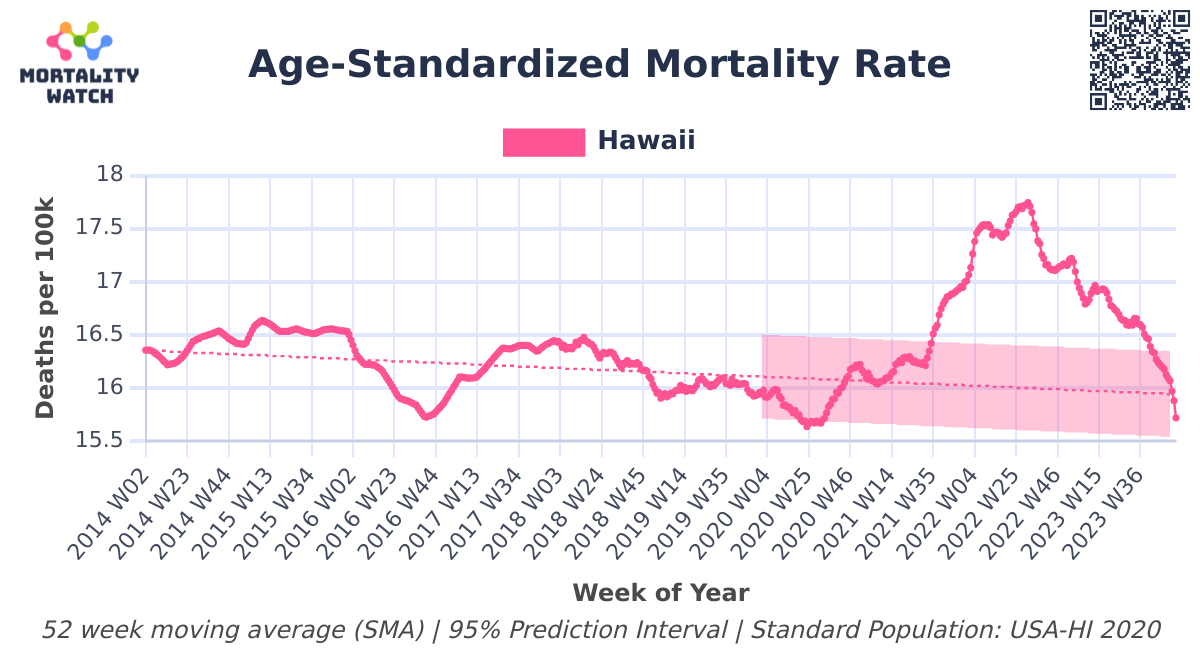 MORTALITY
WATCH
Age-Standardized Mortality Rate
Hawaii
Deaths per 100k
18
17.5
17
16.5
16
15.5
2014 W02
2014 W23
2014 W44
2015 W13
2015 W34
2016 W02
2016 W23
2016 W44
2017 W13
2017 W34
2018 W03
2018 W24
2018 W45
2019 W14
2019 W35
2020 W04
2020 W25
2020 W46
2021 W14
2021 W35
2022 W04
2022 W25
2022 W46
2023 W15
2023 W36
Week of Year
52 week moving average (SMA) | 95% Prediction Interval | Standard Population: USA-HI 2020